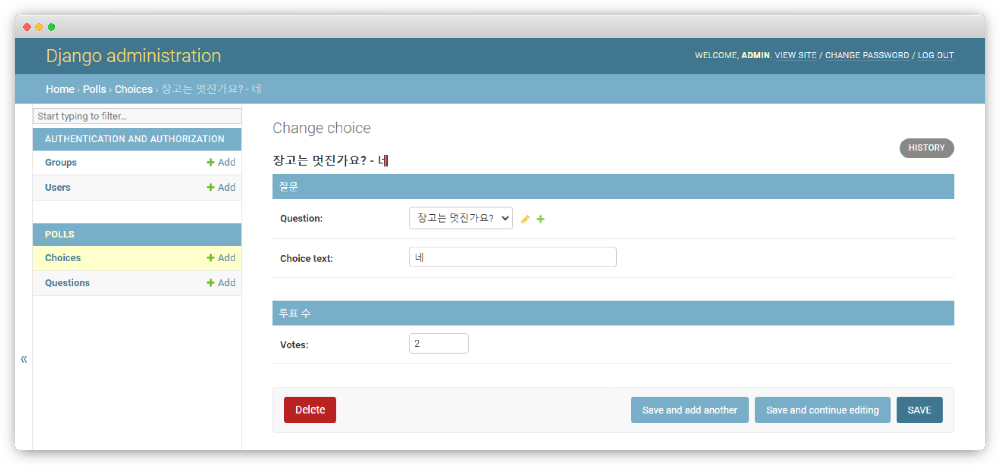 Django administration
WELCOME, ADMIN. VIEW SITE / CHANGE PASSWORD / LOG OUT
Home › Polls › Choices › 장고는 멋진가요? - 네
Start typing to filter...
AUTHENTICATION AND AUTHORIZATION
Groups + Add
Users + Add
POLLS
Choices + Add
Questions + Add
«
Change choice
HISTORY
장고는 멋진가요? - 네
질문
Question: 장고는 멋진가요?
Choice text: 네
투표 수
Votes: 2
Delete
Save and add another
Save and continue editing
SAVE